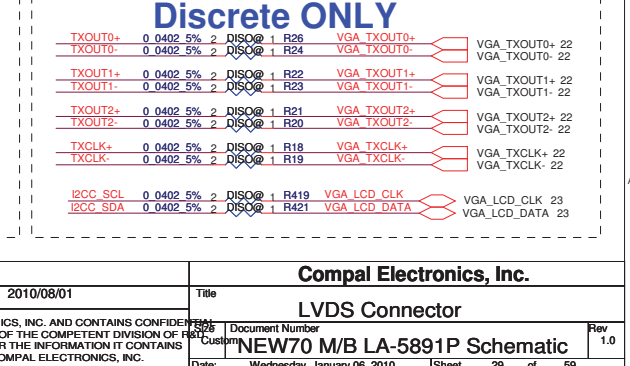 Discrete ONLY
TXOUT0+ 0_0402_5% 2 DISO@ 1 R26 VGA_TXOUT0+ VGA_TXOUT0+ 22
TXOUT0- 0_0402_5% 2 DISO@ 1 R24 VGA_TXOUT0- VGA_TXOUT0- 22
TXOUT1+ 0_0402_5% 2 DISO@ 1 R22 VGA_TXOUT1+ VGA_TXOUT1+ 22
TXOUT1- 0_0402_5% 2 DISO@ 1 R23 VGA_TXOUT1- VGA_TXOUT1- 22
TXOUT2+ 0_0402_5% 2 DISO@ 1 R21 VGA_TXOUT2+ VGA_TXOUT2+ 22
TXOUT2- 0_0402_5% 2 DISO@ 1 R20 VGA_TXOUT2- VGA_TXOUT2- 22
TXCLK+ 0_0402_5% 2 DISO@ 1 R18 VGA_TXCLK+ VGA_TXCLK+ 22
TXCLK- 0_0402_5% 2 DISO@ 1 R19 VGA_TXCLK- VGA_TXCLK- 22
I2CC_SCL 0_0402_5% 2 DISO@ 1 R419 VGA_LCD_CLK VGA_LCD_CLK 23
I2CC_SDA 0_0402_5% 2 DISO@ 1 R421 VGA_LCD_DATA VGA_LCD_DATA 23
Compal Electronics, Inc.
2010/08/01
Title
LVDS Connector
ICS, INC. AND CONTAINS CONFIDENTIAL
OF THE COMPETENT DIVISION OF R&D
R THE INFORMATION IT CONTAINS
OMPAL ELECTRONICS, INC.
Size Document Number Rev
Custom NEW70 M/B LA-5891P Schematic 1.0
Date: Wednesday, January 06, 2010 Sheet 29 of 59